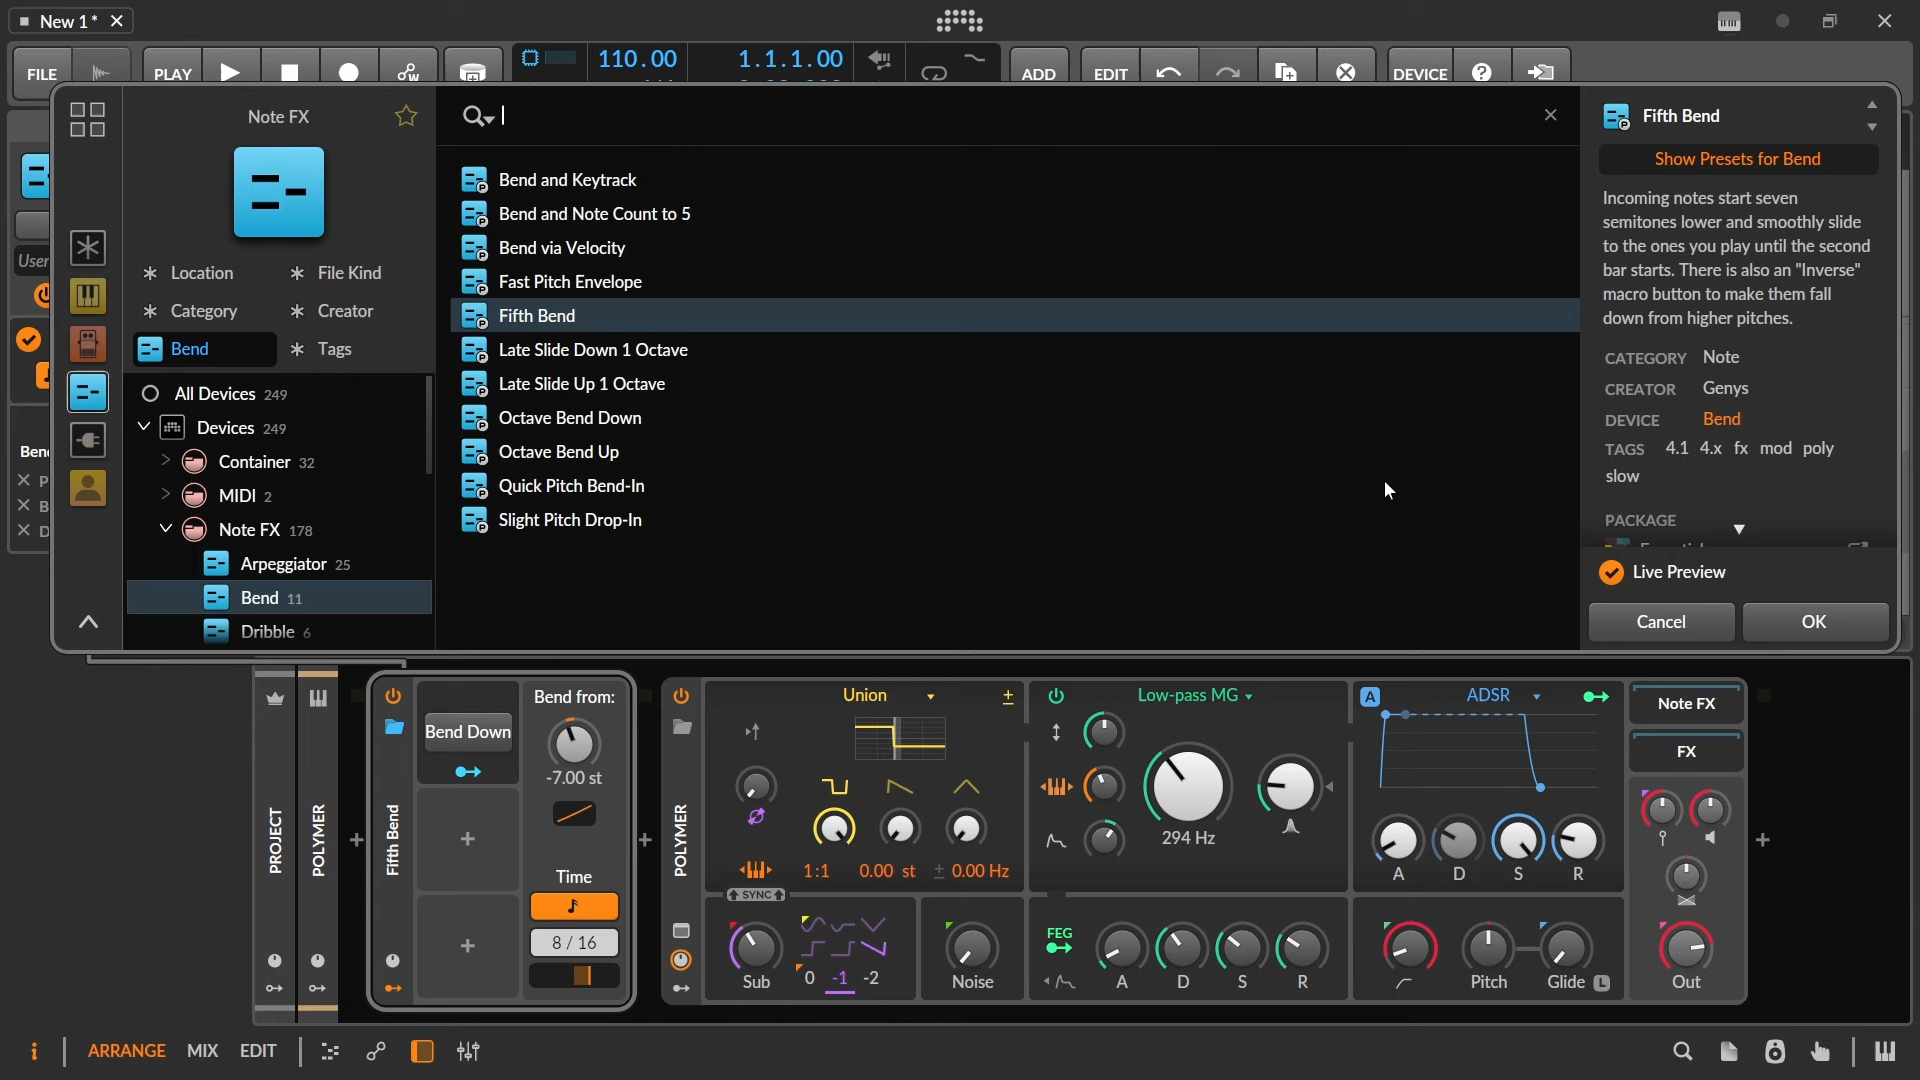 New 1* ×
FILE PLAY 110.00 1.1.1.00 ADD EDIT DEVICE ?
Note FX
* Location * File Kind
* Category * Creator
Bend * Tags
All Devices 249
Devices 249
Container 32
MIDI 2
Note FX 178
Arpeggiator 25
Bend 11
Dribble 6
Bend and Keytrack
Bend and Note Count to 5
Bend via Velocity
Fast Pitch Envelope
Fifth Bend
Late Slide Down 1 Octave
Late Slide Up 1 Octave
Octave Bend Down
Octave Bend Up
Quick Pitch Bend-In
Slight Pitch Drop-In
Fifth Bend
Show Presets for Bend
Incoming notes start seven
semitones lower and smoothly slide
to the ones you play until the second
bar starts. There is also an "Inverse"
macro button to make them fall
down from higher pitches.
CATEGORY Note
CREATOR Genys
DEVICE Bend
TAGS 4.1 4.x fx mod poly
slow
PACKAGE
Live Preview
Cancel OK
User
PROJECT
POLYMER
Fifth Bend
Bend Down
Bend from:
-7.00 st
Time
8 / 16
POLYMER
Union
1:1 0.00 st ± 0.00 Hz
SYNC
Sub 0 -1 -2
Noise
Low-pass MG
294 Hz
FEG A D S R
A ADSR
A D S R
Pitch Glide L
Note FX
FX
Out
i ARRANGE MIX EDIT